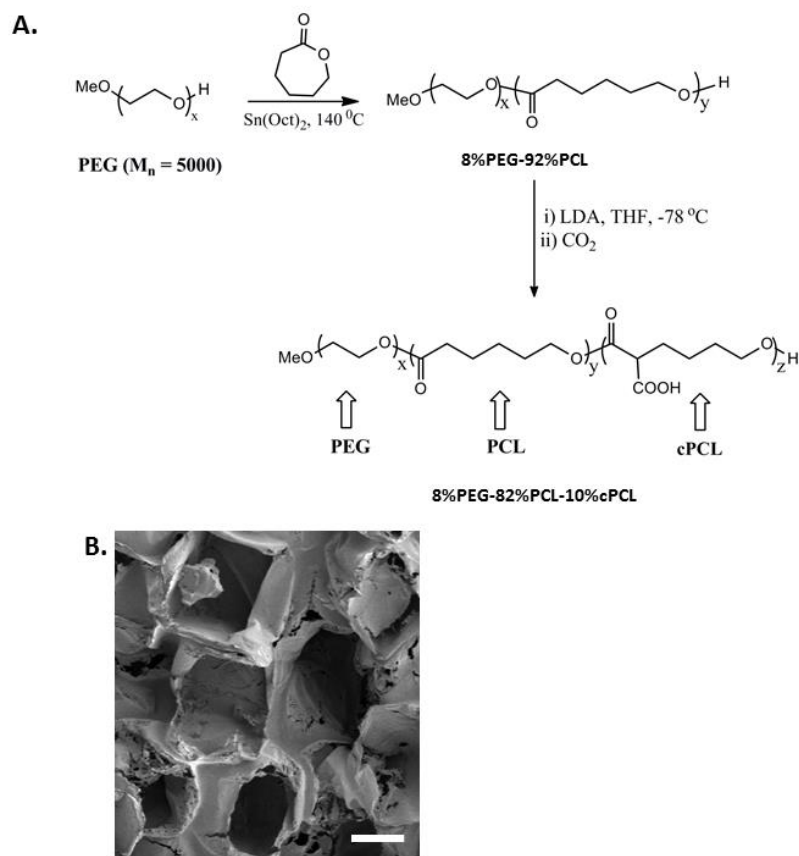 A.
O
O
MeO
O
H
x
Sn(Oct)₂, 140 ⁰C
PEG (Mₙ = 5000)
MeO
O
x
O
O
H
y
8%PEG-92%PCL
i) LDA, THF, -78 ⁰C
ii) CO₂
MeO
O
x
O
O
y
O
COOH
O
z
H
PEG
PCL
cPCL
8%PEG-82%PCL-10%cPCL
B.